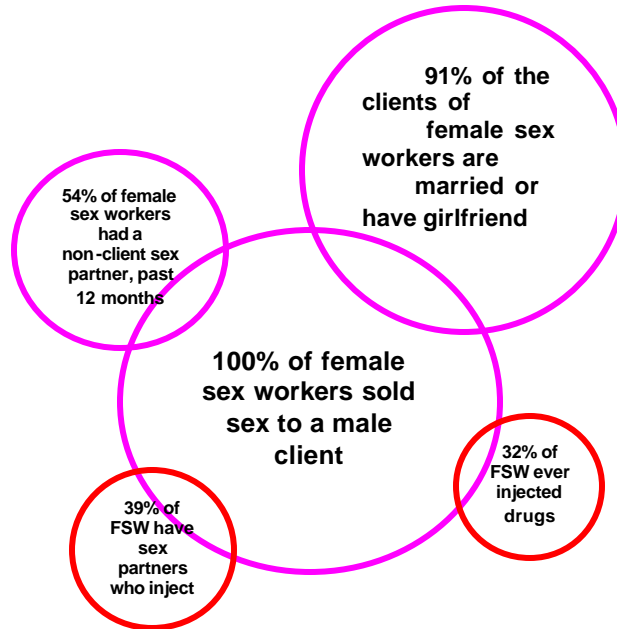 91% of the
clients of
female sex
workers are
married or
have girlfriend
54% of female
sex workers
had a
non-client sex
partner, past
12 months
100% of female
sex workers sold
sex to a male
client
32% of
FSW ever
injected
drugs
39% of
FSW have
sex
partners
who inject